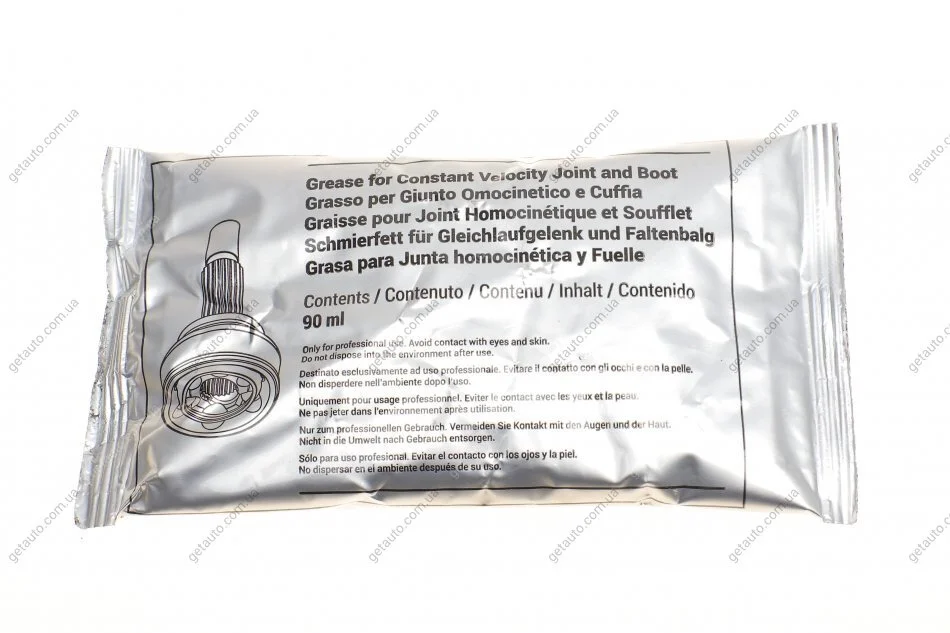 Grease for Constant Velocity Joint and Boot
Grasso per Giunto Omocinetico e Cuffia
Graisse pour Joint Homocinétique et Soufflet
Schmierfett für Gleichlaufgelenk und Faltenbalg
Grasa para Junta homocinética y Fuelle
Contents / Contenuto / Contenu / Inhalt / Contenido
90 ml
Only for professional use. Avoid contact with eyes and skin.
Do not dispose into the environment after use.
Destinato esclusivamente ad uso professionale. Evitare il contatto con gli occhi e con la pelle.
Non disperdere nell'ambiente dopo l'uso.
Uniquement pour usage professionnel. Eviter le contact avec les yeux et la peau.
Ne pas jeter dans l'environnement après utilisation.
Nur zum professionellen Gebrauch. Vermeiden Sie Kontakt mit den Augen und der Haut.
Nicht in die Umwelt nach Gebrauch entsorgen.
Sólo para uso profesional. Evitar el contacto con los ojos y la piel.
No dispersar en el ambiente después de su uso.
getauto.com.ua